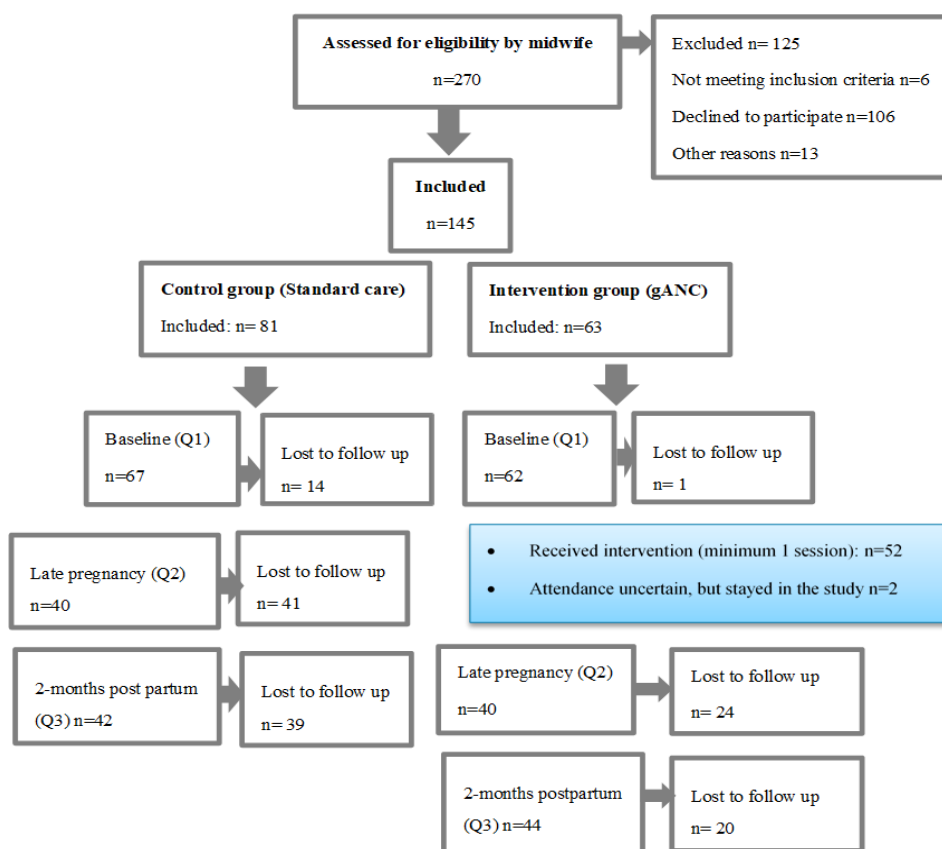 Assessed for eligibility by midwife
n=270
Excluded n= 125
Not meeting inclusion criteria n=6
Declined to participate n=106
Other reasons n=13
Included
n=145
Control group (Standard care)
Included: n= 81
Intervention group (gANC)
Included: n=63
Baseline (Q1)
n=67
Lost to follow up
n= 14
Baseline (Q1)
n=62
Lost to follow up
n= 1
Late pregnancy (Q2)
n=40
Lost to follow up
n= 41
• Received intervention (minimum 1 session): n=52
• Attendance uncertain, but stayed in the study n=2
2-months post partum
(Q3) n=42
Lost to follow up
n= 39
Late pregnancy (Q2)
n=40
Lost to follow up
n= 24
2-months postpartum
(Q3) n=44
Lost to follow up
n= 20